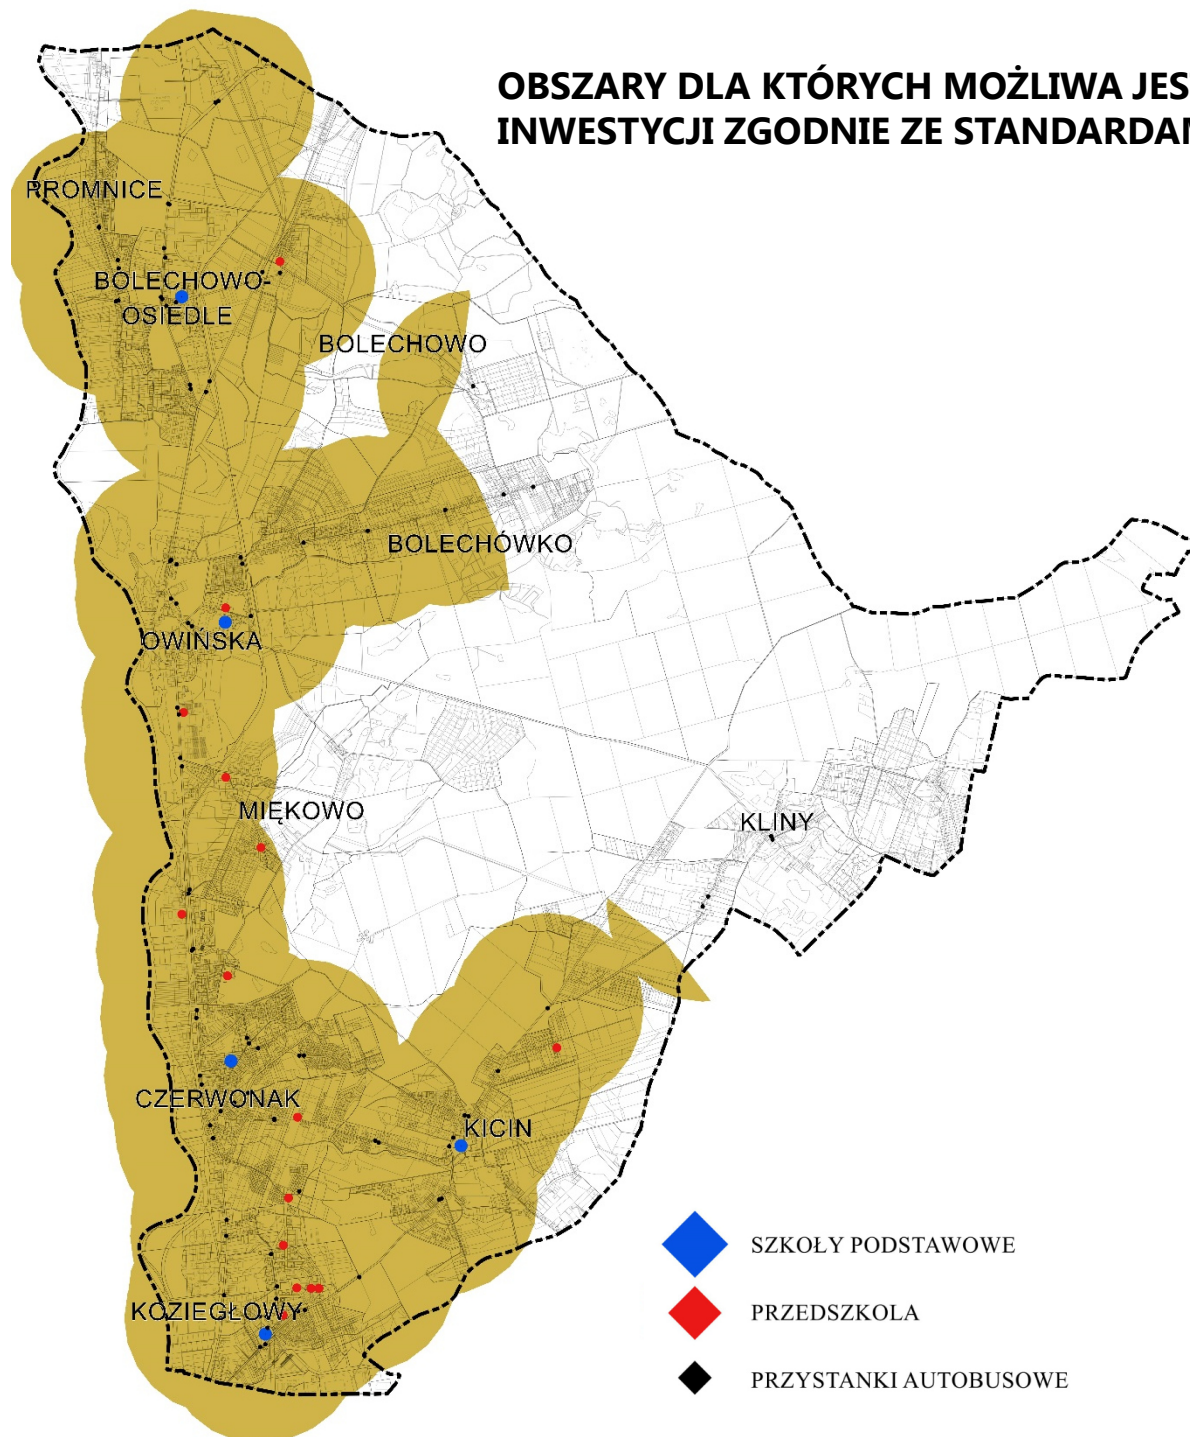 OBSZARY DLA KTÓRYCH MOŻLIWA JES
INWESTYCJI ZGODNIE ZE STANDARDAM
PROMNICE
BOLECHOWO-
OSIEDLE
BOLECHOWO
BOLECHÓWKO
OWIŃSKA
MIĘKOWO
KLINY
CZERWONAK
KICIN
KOZIEGŁOWY
SZKOŁY PODSTAWOWE
PRZEDSZKOLA
PRZYSTANKI AUTOBUSOWE